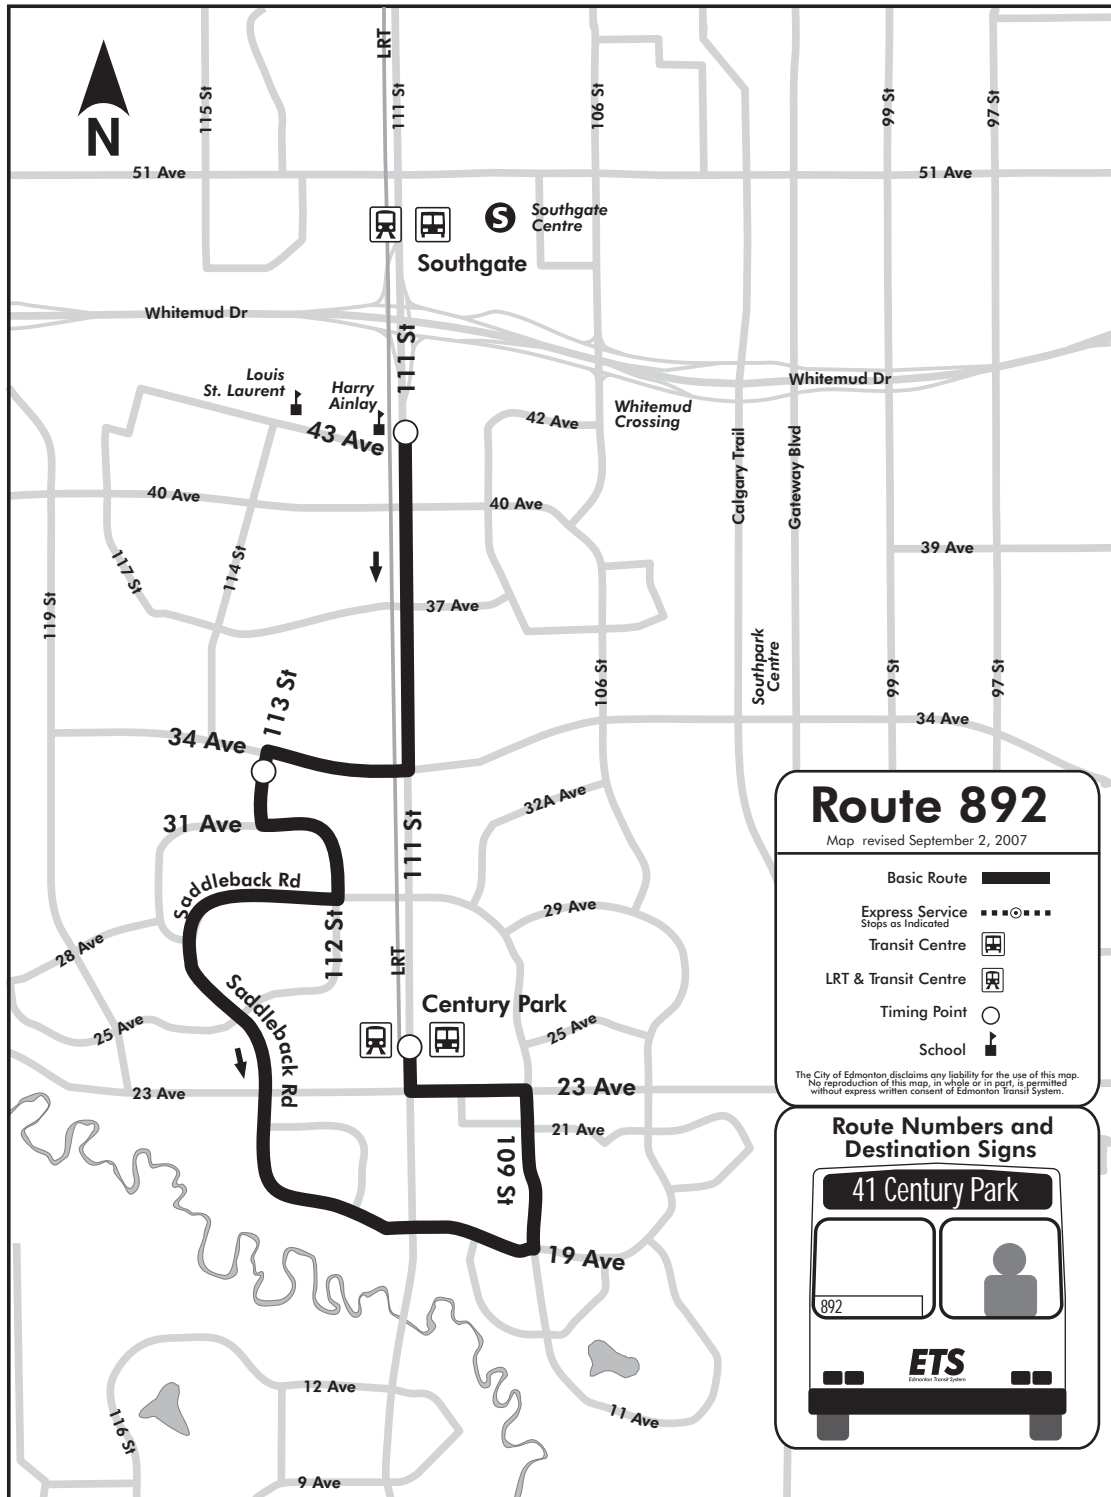 LRT
111 St
115 St
106 St
99 St
97 St
N
51 Ave
51 Ave
Southgate
Centre
S
Southgate
Whitemud Dr
111 St
Whitemud Dr
Louis
St. Laurent
Harry
Ainlay
43 Ave
42 Ave
Whitemud
Crossing
Calgary Trail
Gateway Blvd
40 Ave
40 Ave
39 Ave
117 St
114 St
119 St
37 Ave
Southpark
Centre
106 St
99 St
97 St
113 St
34 Ave
34 Ave
32A Ave
31 Ave
111 St
Saddleback Rd
29 Ave
112 St
28 Ave
LRT
Saddleback Rd
Century Park
25 Ave
25 Ave
23 Ave
23 Ave
21 Ave
109 St
19 Ave
12 Ave
11 Ave
116 St
9 Ave
Route 892
Map revised September 2, 2007
Basic Route
Express Service
Stops as Indicated
Transit Centre
LRT & Transit Centre
Timing Point
School
The City of Edmonton disclaims any liability for the use of this map.
No reproduction of this map, in whole or in part, is permitted
without express written consent of Edmonton Transit System.
Route Numbers and
Destination Signs
41 Century Park
892
ETS
Edmonton Transit System